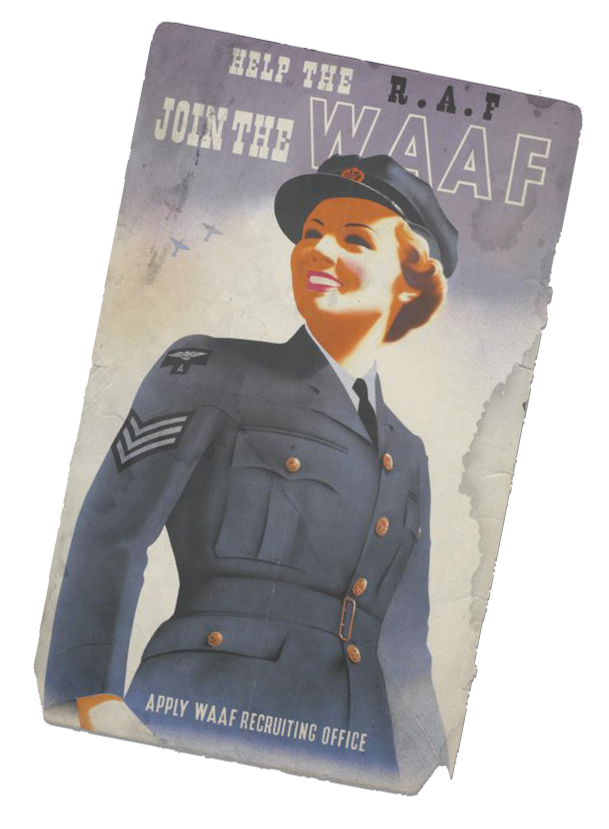 HELP THE R.A.F
JOIN THE WAAF
A
APPLY WAAF RECRUITING OFFICE